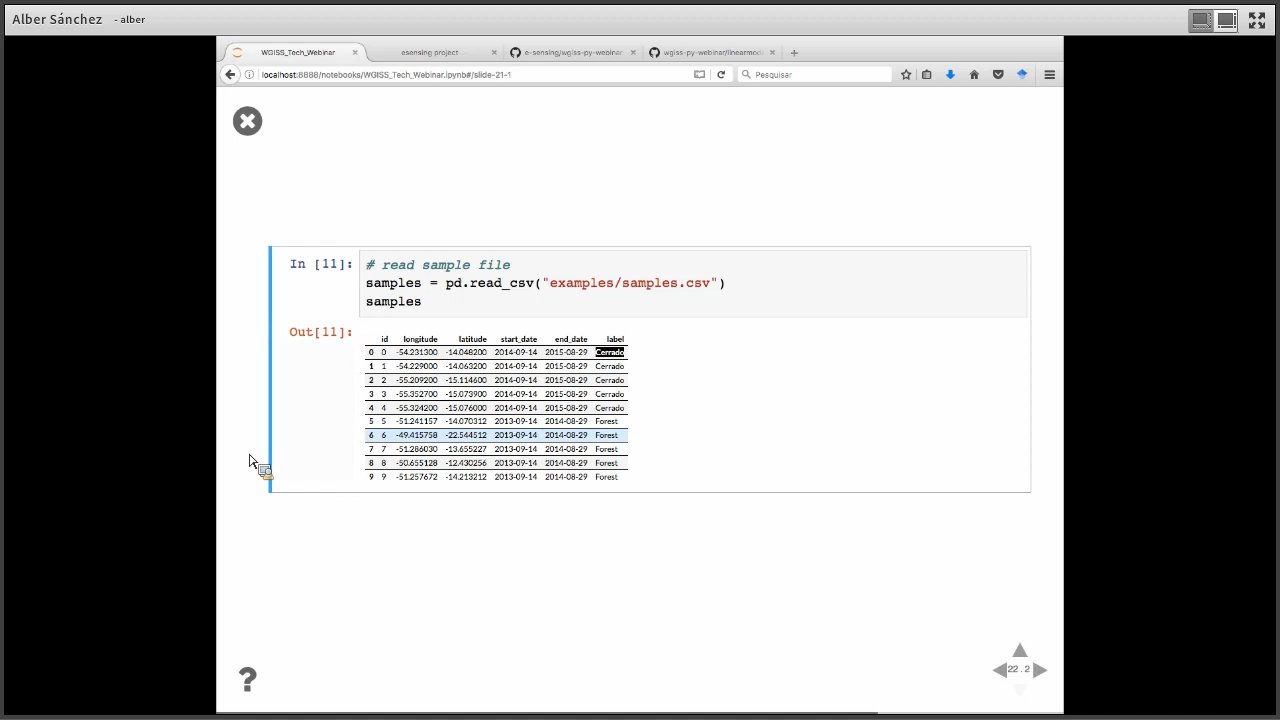 Alber Sánchez - alber
WGISS_Tech_Webinar
esensing project
e-sensing/wgiss-py-webinar
wgiss-py-webinar/linearmod
localhost:8888/notebooks/WGISS_Tech_Webinar.ipynb#/slide-21-1
Pesquisar
In [11]:
# read sample file
samples = pd.read_csv("examples/samples.csv")
samples
Out[11]:
id longitude latitude start_date end_date label
0 0 -54.231300 -14.048200 2014-09-14 2015-08-29 Cerrado
1 1 -54.229000 -14.063200 2014-09-14 2015-08-29 Cerrado
2 2 -55.209200 -15.114600 2014-09-14 2015-08-29 Cerrado
3 3 -55.352700 -15.073900 2014-09-14 2015-08-29 Cerrado
4 4 -55.324200 -15.076000 2014-09-14 2015-08-29 Cerrado
5 5 -51.241157 -14.070312 2013-09-14 2014-08-29 Forest
6 6 -49.415758 -22.544512 2013-09-14 2014-08-29 Forest
7 7 -51.286030 -13.655227 2013-09-14 2014-08-29 Forest
8 8 -50.655128 -12.430256 2013-09-14 2014-08-29 Forest
9 9 -51.257672 -14.213212 2013-09-14 2014-08-29 Forest
?
22.2